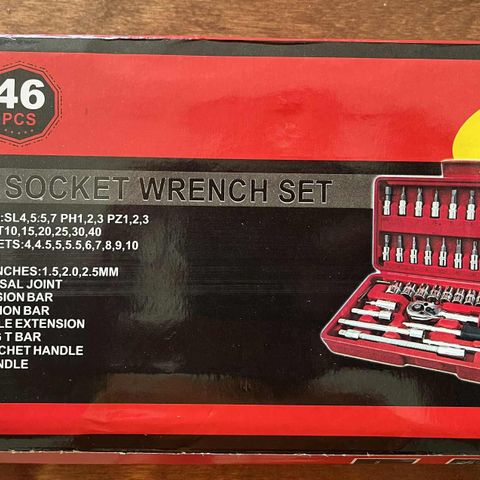 46
PCS
SOCKET WRENCH SET
:SL4,5:5,7 PH1,2,3 PZ1,2,3
T10,15,20,25,30,40
ETS:4,4.5,5,5.5,6,7,8,9,10
NCHES:1.5,2.0,2.5MM
SAL JOINT
SION BAR
ION BAR
LE EXTENSION
G T BAR
CHET HANDLE
NDLE